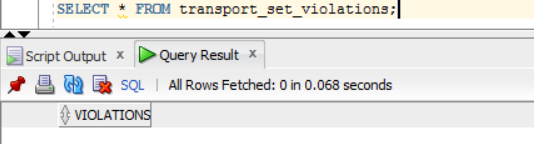 SELECT * FROM transport_set_violations;
Script Output x Query Result x
SQL | All Rows Fetched: 0 in 0.068 seconds
VIOLATIONS